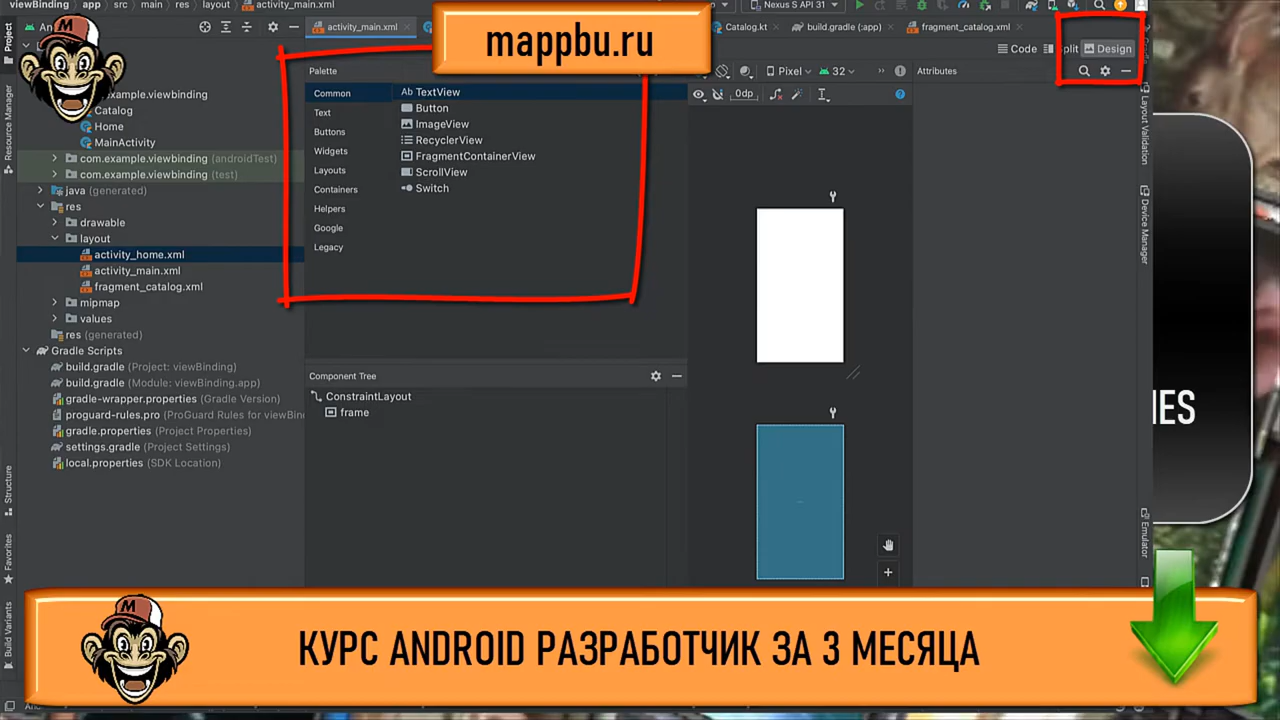 viewBinding
app
src
main
res
layout
activity_main.xml
Nexus S API 31
An
activity_main.xml
Catalog.kt
build.gradle (:app)
fragment_catalog.xml
mappbu.ru
Code
plit
Design
Palette
Pixel
32
Attributes
0dp
Common
Text
Buttons
Widgets
Layouts
Containers
Helpers
Google
Legacy
Ab TextView
Button
ImageView
RecyclerView
FragmentContainerView
ScrollView
Switch
Project
Resource Manager
Structure
Favorites
Build Variants
M
example.viewbinding
Catalog
Home
MainActivity
com.example.viewbinding (androidTest)
com.example.viewbinding (test)
java (generated)
res
drawable
layout
activity_home.xml
activity_main.xml
fragment_catalog.xml
mipmap
values
res (generated)
Gradle Scripts
build.gradle (Project: viewBinding)
build.gradle (Module: viewBinding.app)
gradle-wrapper.properties (Gradle Version)
proguard-rules.pro (ProGuard Rules for viewBind
gradle.properties (Project Properties)
settings.gradle (Project Settings)
local.properties (SDK Location)
Component Tree
ConstraintLayout
frame
Layout Validation
Device Manager
Emulator
IES
M
КУРС ANDROID РАЗРАБОТЧИК ЗА 3 МЕСЯЦА